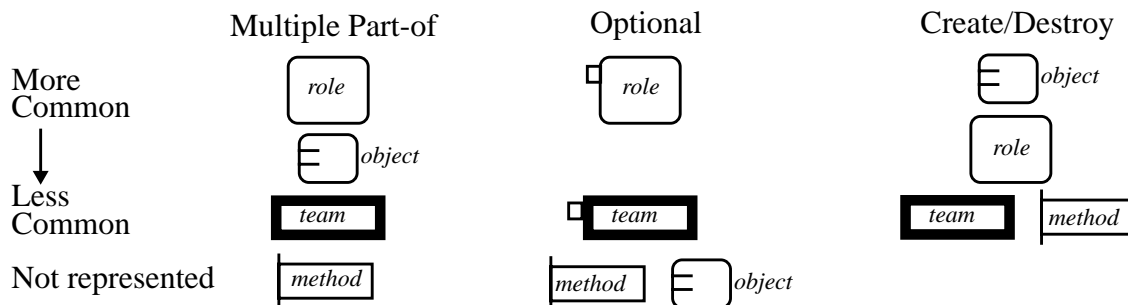 Multiple Part-of Optional Create/Destroy
More
Common
role role object
object role
Less
Common
team team team method
Not represented method method object